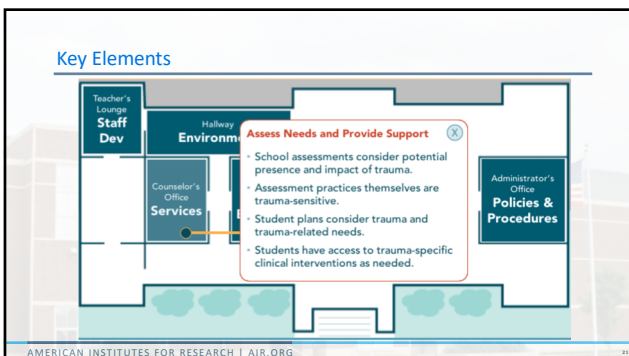 Key Elements
Teacher's
Lounge
Staff
Dev
Hallway
Environm
Counselor's
Office
Services
Assess Needs and Provide Support
X
• School assessments consider potential
presence and impact of trauma.
• Assessment practices themselves are
trauma-sensitive.
• Student plans consider trauma and
trauma-related needs.
• Students have access to trauma-specific
clinical interventions as needed.
Administrator's
Office
Policies &
Procedures
AMERICAN INSTITUTES FOR RESEARCH | AIR.ORG